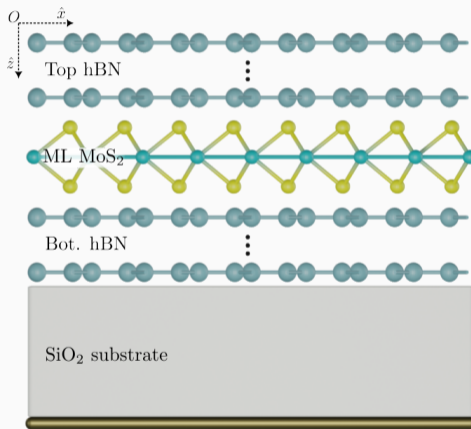 O x̂
ẑ
Top hBN
ML MoS₂
Bot. hBN
SiO₂ substrate